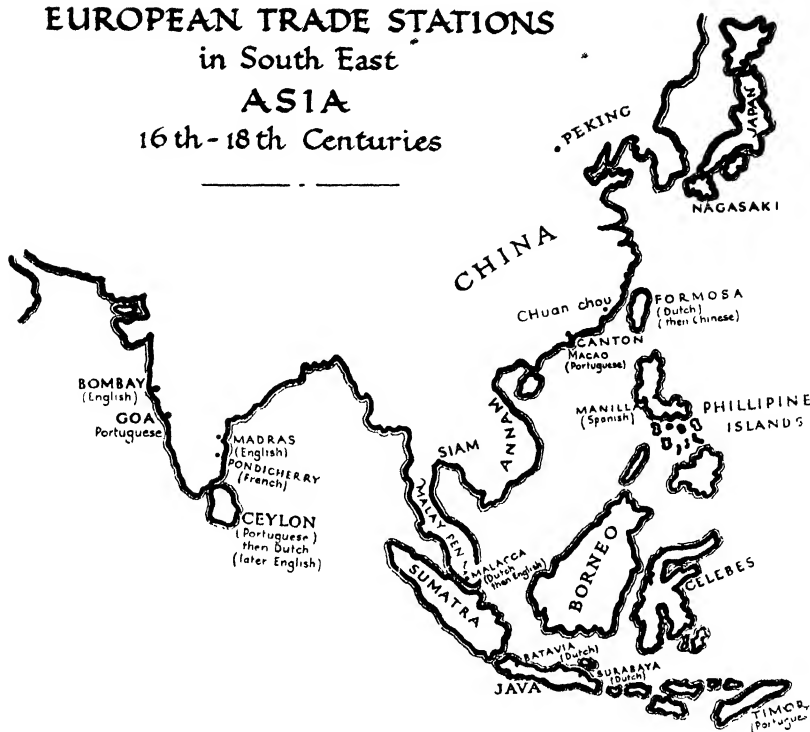 EUROPEAN TRADE STATIONS
in South East
ASIA
16th-18th Centuries
PEKING
JAPAN
NAGASAKI
CHINA
CHuan chou
FORMOSA
(Dutch)
(then Chinese)
CANTON
MACAO
(Portuguese)
BOMBAY
(English)
GOA
Portuguese
MADRAS
(English)
PONDICHERRY
(French)
CEYLON
(Portuguese)
then Dutch
(later English)
SIAM
ANNAM
MANILLA
(Spanish)
PHILLIPINE
ISLANDS
MALAY PEN
MALACCA
(Dutch
then English)
SUMATRA
BORNEO
CELEBES
BATAVIA
(Dutch)
SURABAYA
(Dutch)
JAVA
TIMOR
(Portugue